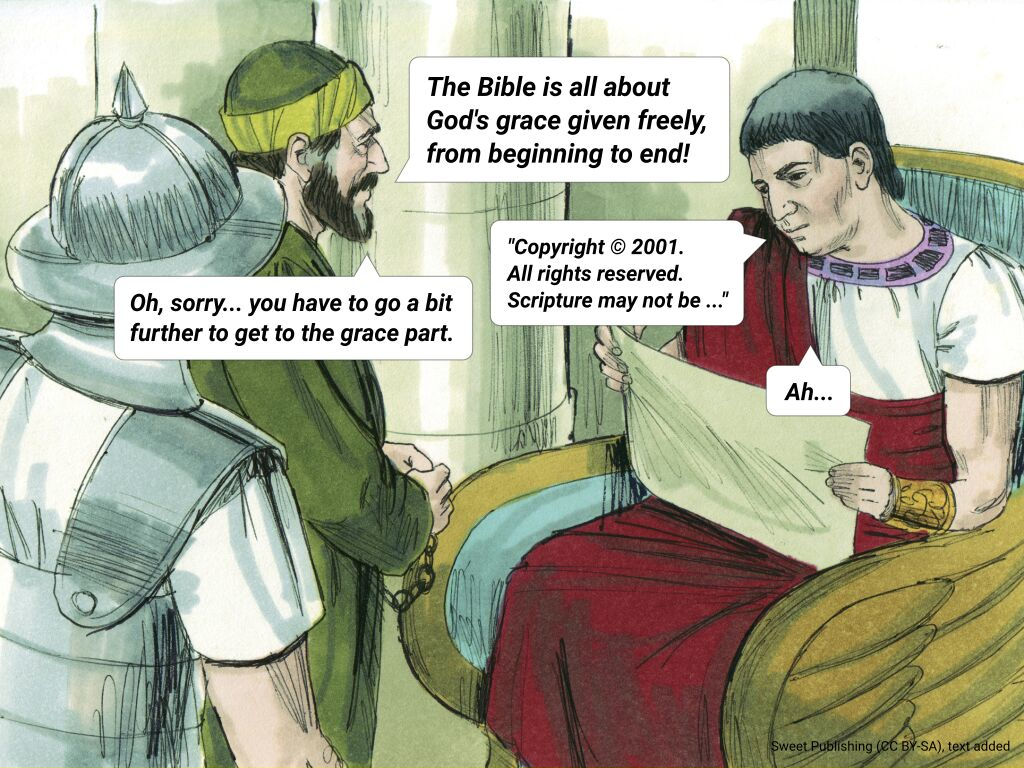 The Bible is all about
God's grace given freely,
from beginning to end!
"Copyright © 2001.
All rights reserved.
Scripture may not be ..."
Oh, sorry... you have to go a bit
further to get to the grace part.
Ah...
Sweet Publishing (CC BY-SA), text added